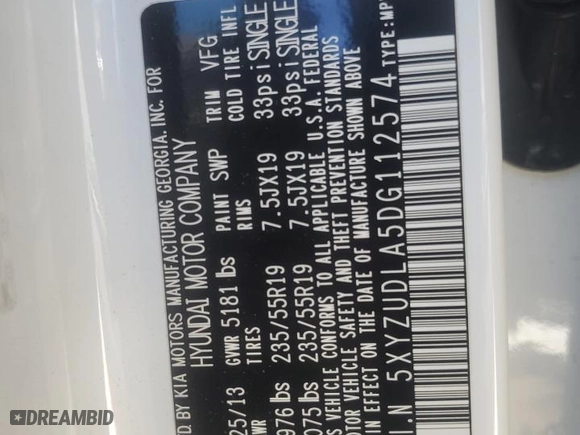 D. BY KIA MOTORS MANUFACTURING GEORGIA, INC. FOR
HYUNDAI MOTOR COMPANY
25/13 GVWR 5181 lbs PAINT SWP TRIM VFG
WR TIRES RIMS COLD TIRE INFL
976 lbs 235/55R19 7.5JX19 33psi SINGLE
075 lbs 235/55R19 7.5JX19 33psi SINGLE
S VEHICLE CONFORMS TO ALL APPLICABLE U.S.A. FEDERAL
TOR VEHICLE SAFETY AND THEFT PREVENTION STANDARDS
IN EFFECT ON THE DATE OF MANUFACTURE SHOWN ABOVE
I.N 5XYZUDLA5DG112574 TYPE:MP
DREAMBID